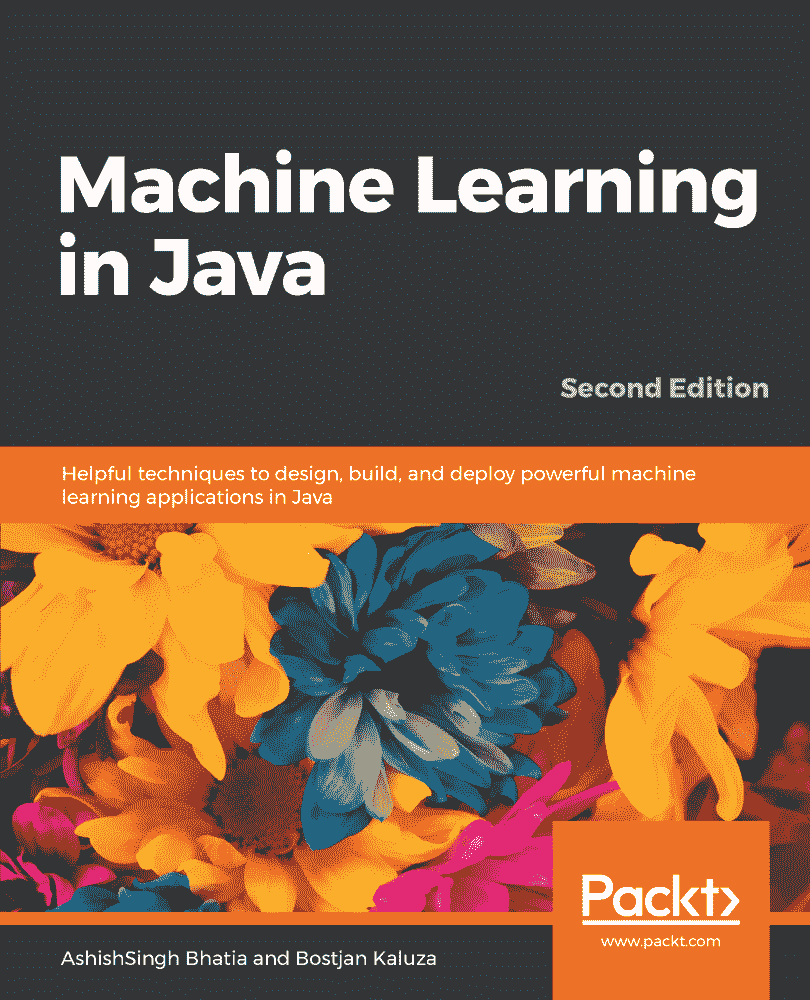 Machine Learning
in Java
Second Edition
Helpful techniques to design, build, and deploy powerful machine
learning applications in Java
Packt>
www.packt.com
AshishSingh Bhatia and Bostjan Kaluza